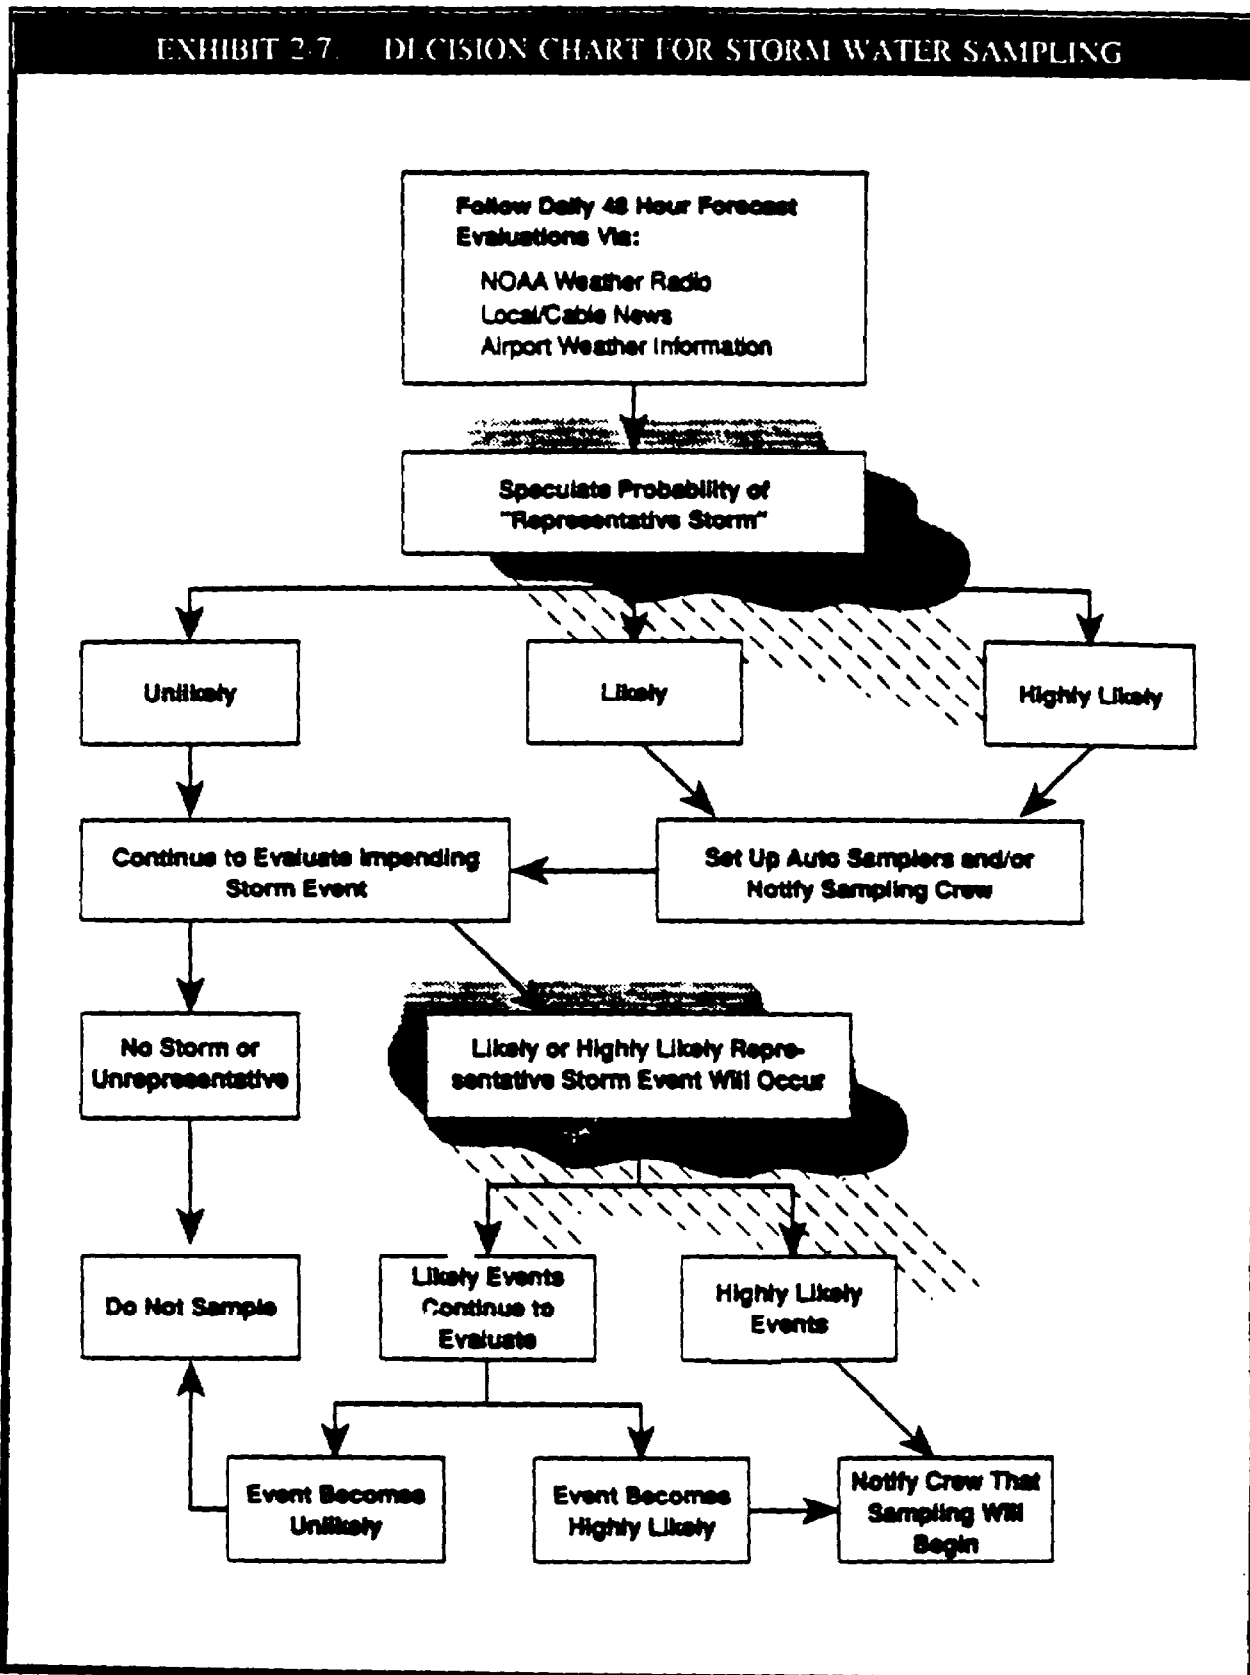 EXHIBIT 2-7. DECISION CHART FOR STORM WATER SAMPLING
Follow Daily 48 Hour Forecast
Evaluations Via:
NOAA Weather Radio
Local/Cable News
Airport Weather Information
Speculate Probability of
"Representative Storm"
Unlikely
Likely
Highly Likely
Continue to Evaluate Impending
Storm Event
Set Up Auto Samplers and/or
Notify Sampling Crew
No Storm or
Unrepresentative
Likely or Highly Likely Repre-
sentative Storm Event Will Occur
Do Not Sample
Likely Events
Continue to
Evaluate
Highly Likely
Events
Event Becomes
Unlikely
Event Becomes
Highly Likely
Notify Crew That
Sampling Will
Begin